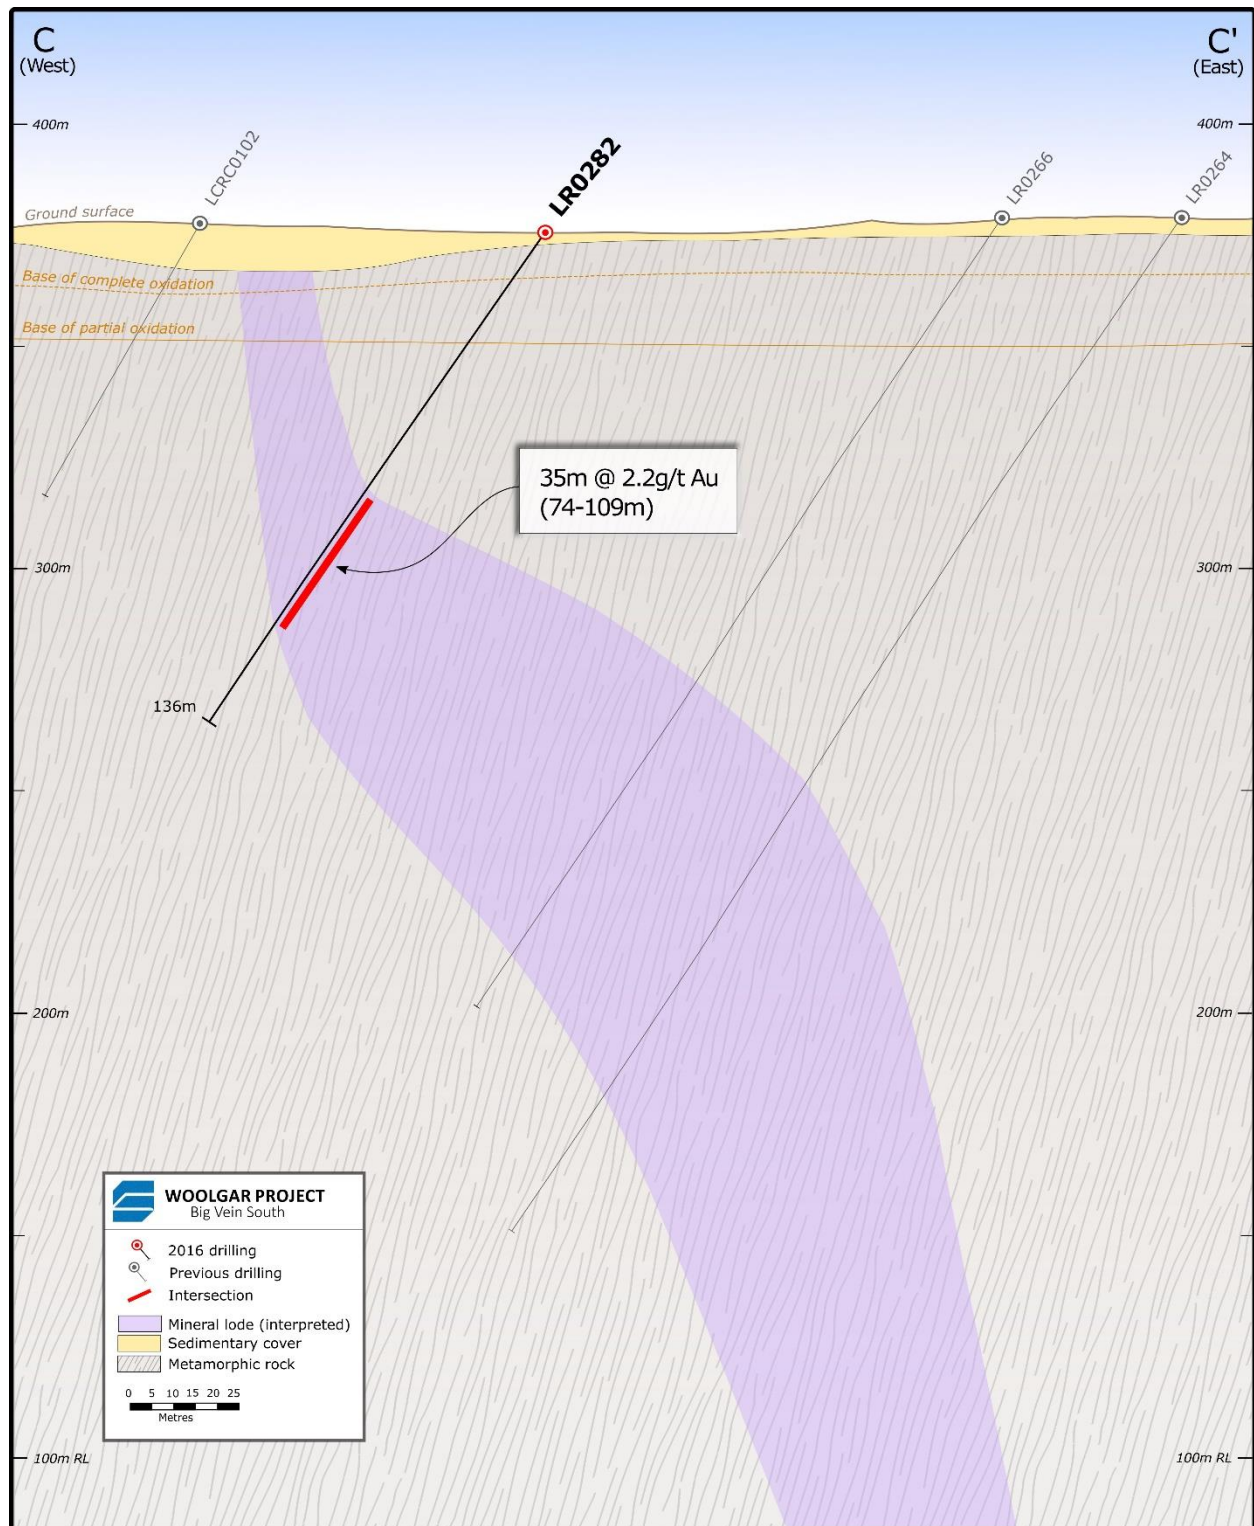 C
(West)
C'
(East)
400m
400m
LCRC0102
LR0282
LR0266
LR0264
Ground surface
Base of complete oxidation
Base of partial oxidation
35m @ 2.2g/t Au
(74-109m)
300m
300m
136m
200m
200m
WOOLGAR PROJECT
Big Vein South
2016 drilling
Previous drilling
Intersection
Mineral lode (interpreted)
Sedimentary cover
Metamorphic rock
0 5 10 15 20 25
Metres
100m RL
100m RL